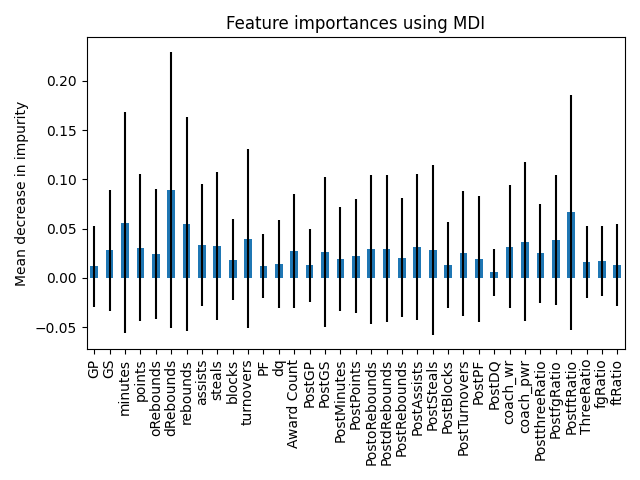 Feature importances using MDI
Mean decrease in impurity
0.20
0.15
0.10
0.05
0.00
−0.05
GP
GS
minutes
points
oRebounds
dRebounds
rebounds
assists
steals
blocks
turnovers
PF
dq
Award Count
PostGP
PostGS
PostMinutes
PostPoints
PostoRebounds
PostdRebounds
PostRebounds
PostAssists
PostSteals
PostBlocks
PostTurnovers
PostPF
PostDQ
coach_wr
coach_pwr
PostthreeRatio
PostfgRatio
PostftRatio
ThreeRatio
fgRatio
ftRatio